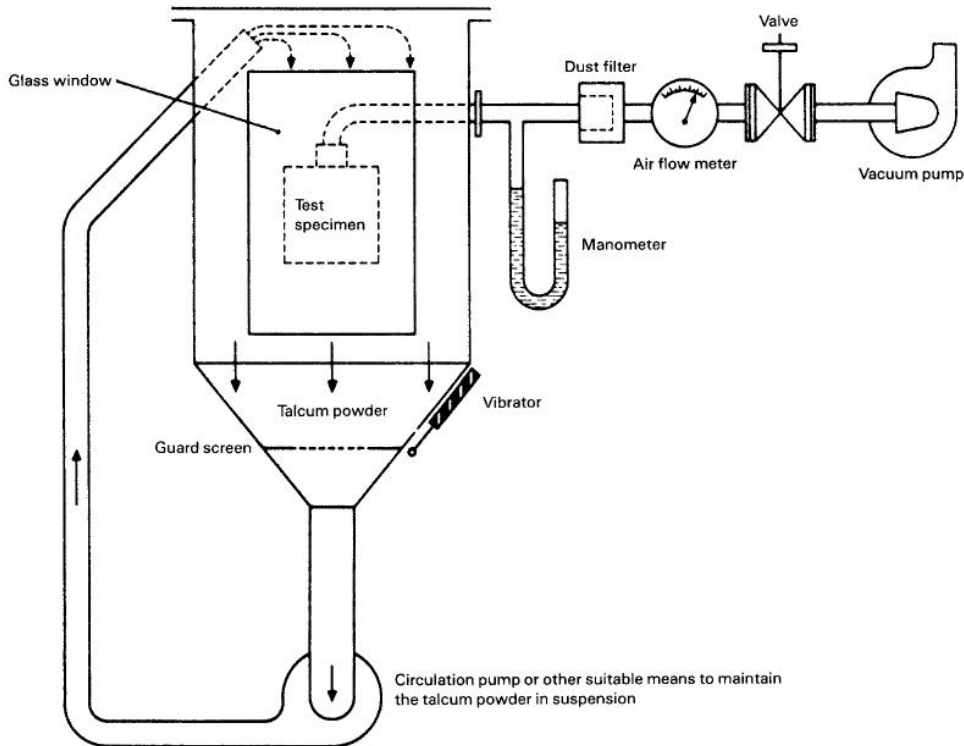 Valve
Glass window
Dust filter
Air flow meter
Vacuum pump
Test
specimen
Manometer
Talcum powder
Vibrator
Guard screen
Circulation pump or other suitable means to maintain
the talcum powder in suspension